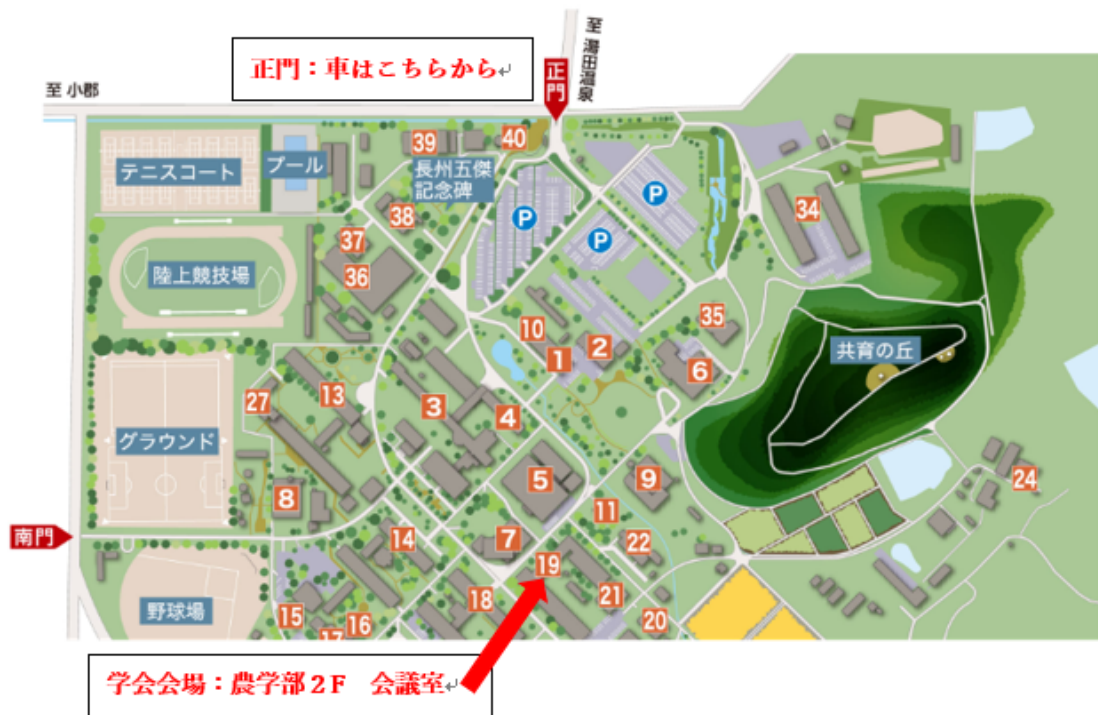 至 湯田温泉
正門：車はこちらから
正門
至 小郡
39
40
テニスコート
プール
長州五傑
記念碑
P
P
P
34
38
37
36
陸上競技場
35
10
1
2
6
共育の丘
13
27
3
4
グラウンド
5
9
24
8
11
南門
14
7
22
19
21
18
15
16
17
20
野球場
学会会場：農学部２F　会議室